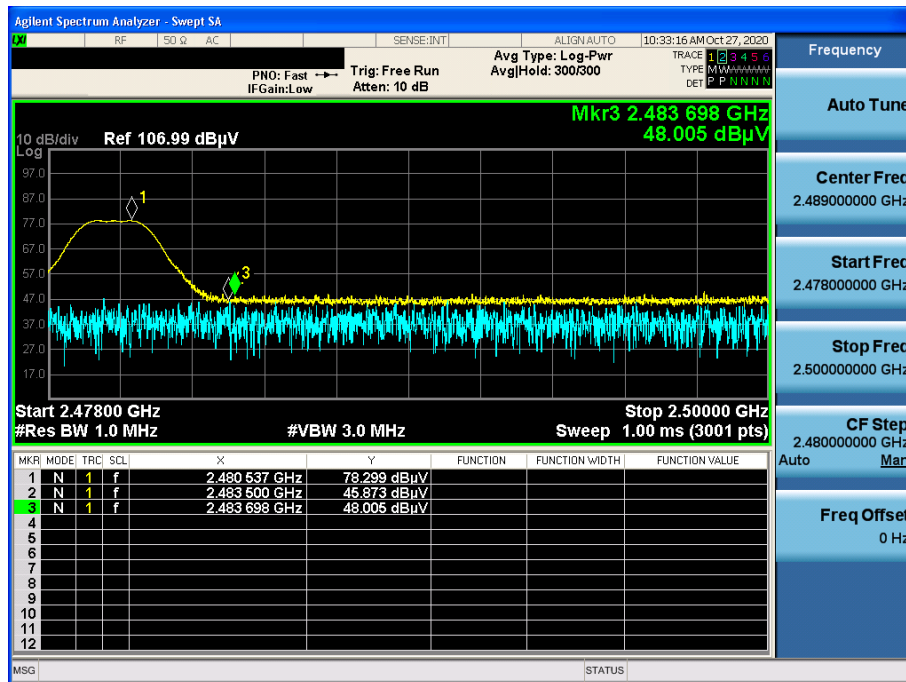 Agilent Spectrum Analyzer - Swept SA
LXI RF 50 Ω AC SENSE:INT ALIGN AUTO 10:33:16 AM Oct 27, 2020
Frequency
PNO: Fast
IFGain:Low
Trig: Free Run
Atten: 10 dB
Avg Type: Log-Pwr
Avg|Hold: 300/300
TRACE 1 2 3 4 5 6
TYPE M WWWWW
DET P P N N N N
Mkr3 2.483 698 GHz
48.005 dBµV
10 dB/div Ref 106.99 dBµV
Log
97.0
87.0
77.0
67.0
57.0
47.0
37.0
27.0
17.0
1
3
Start 2.47800 GHz Stop 2.50000 GHz
#Res BW 1.0 MHz #VBW 3.0 MHz Sweep 1.00 ms (3001 pts)
MKR MODE TRC SCL X Y FUNCTION FUNCTION WIDTH FUNCTION VALUE
1 N 1 f 2.480 537 GHz 78.299 dBµV
2 N 1 f 2.483 500 GHz 45.873 dBµV
3 N 1 f 2.483 698 GHz 48.005 dBµV
4
5
6
7
8
9
10
11
12
MSG STATUS
Auto Tune
Center Freq
2.489000000 GHz
Start Freq
2.478000000 GHz
Stop Freq
2.500000000 GHz
CF Step
2.480000000 GHz
Auto Man
Freq Offset
0 Hz